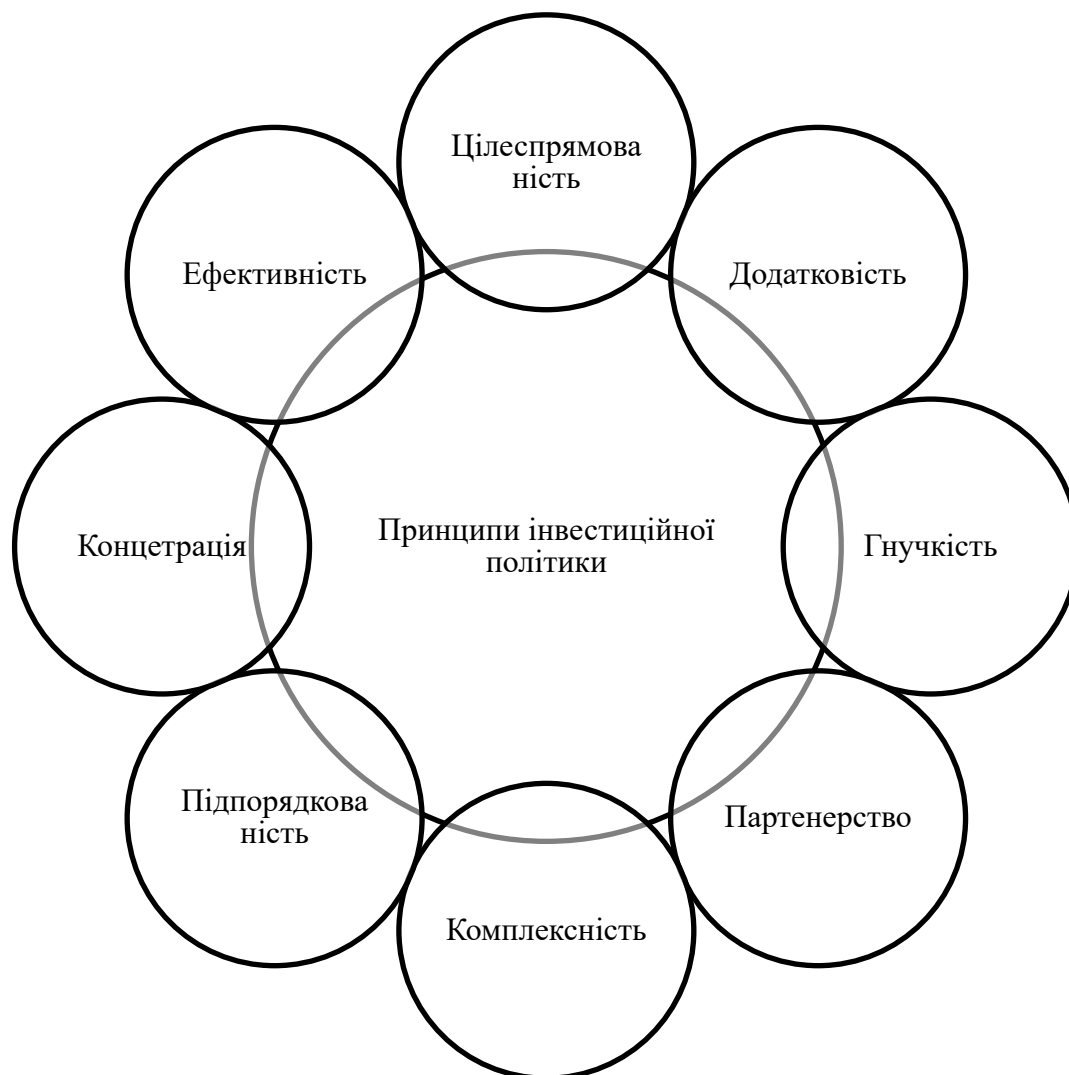 Цілеспрямова
ність
Ефективність
Додатковість
Концетрація
Принципи інвестиційної
політики
Гнучкість
Підпорядкова
ність
Партенерство
Комплексність